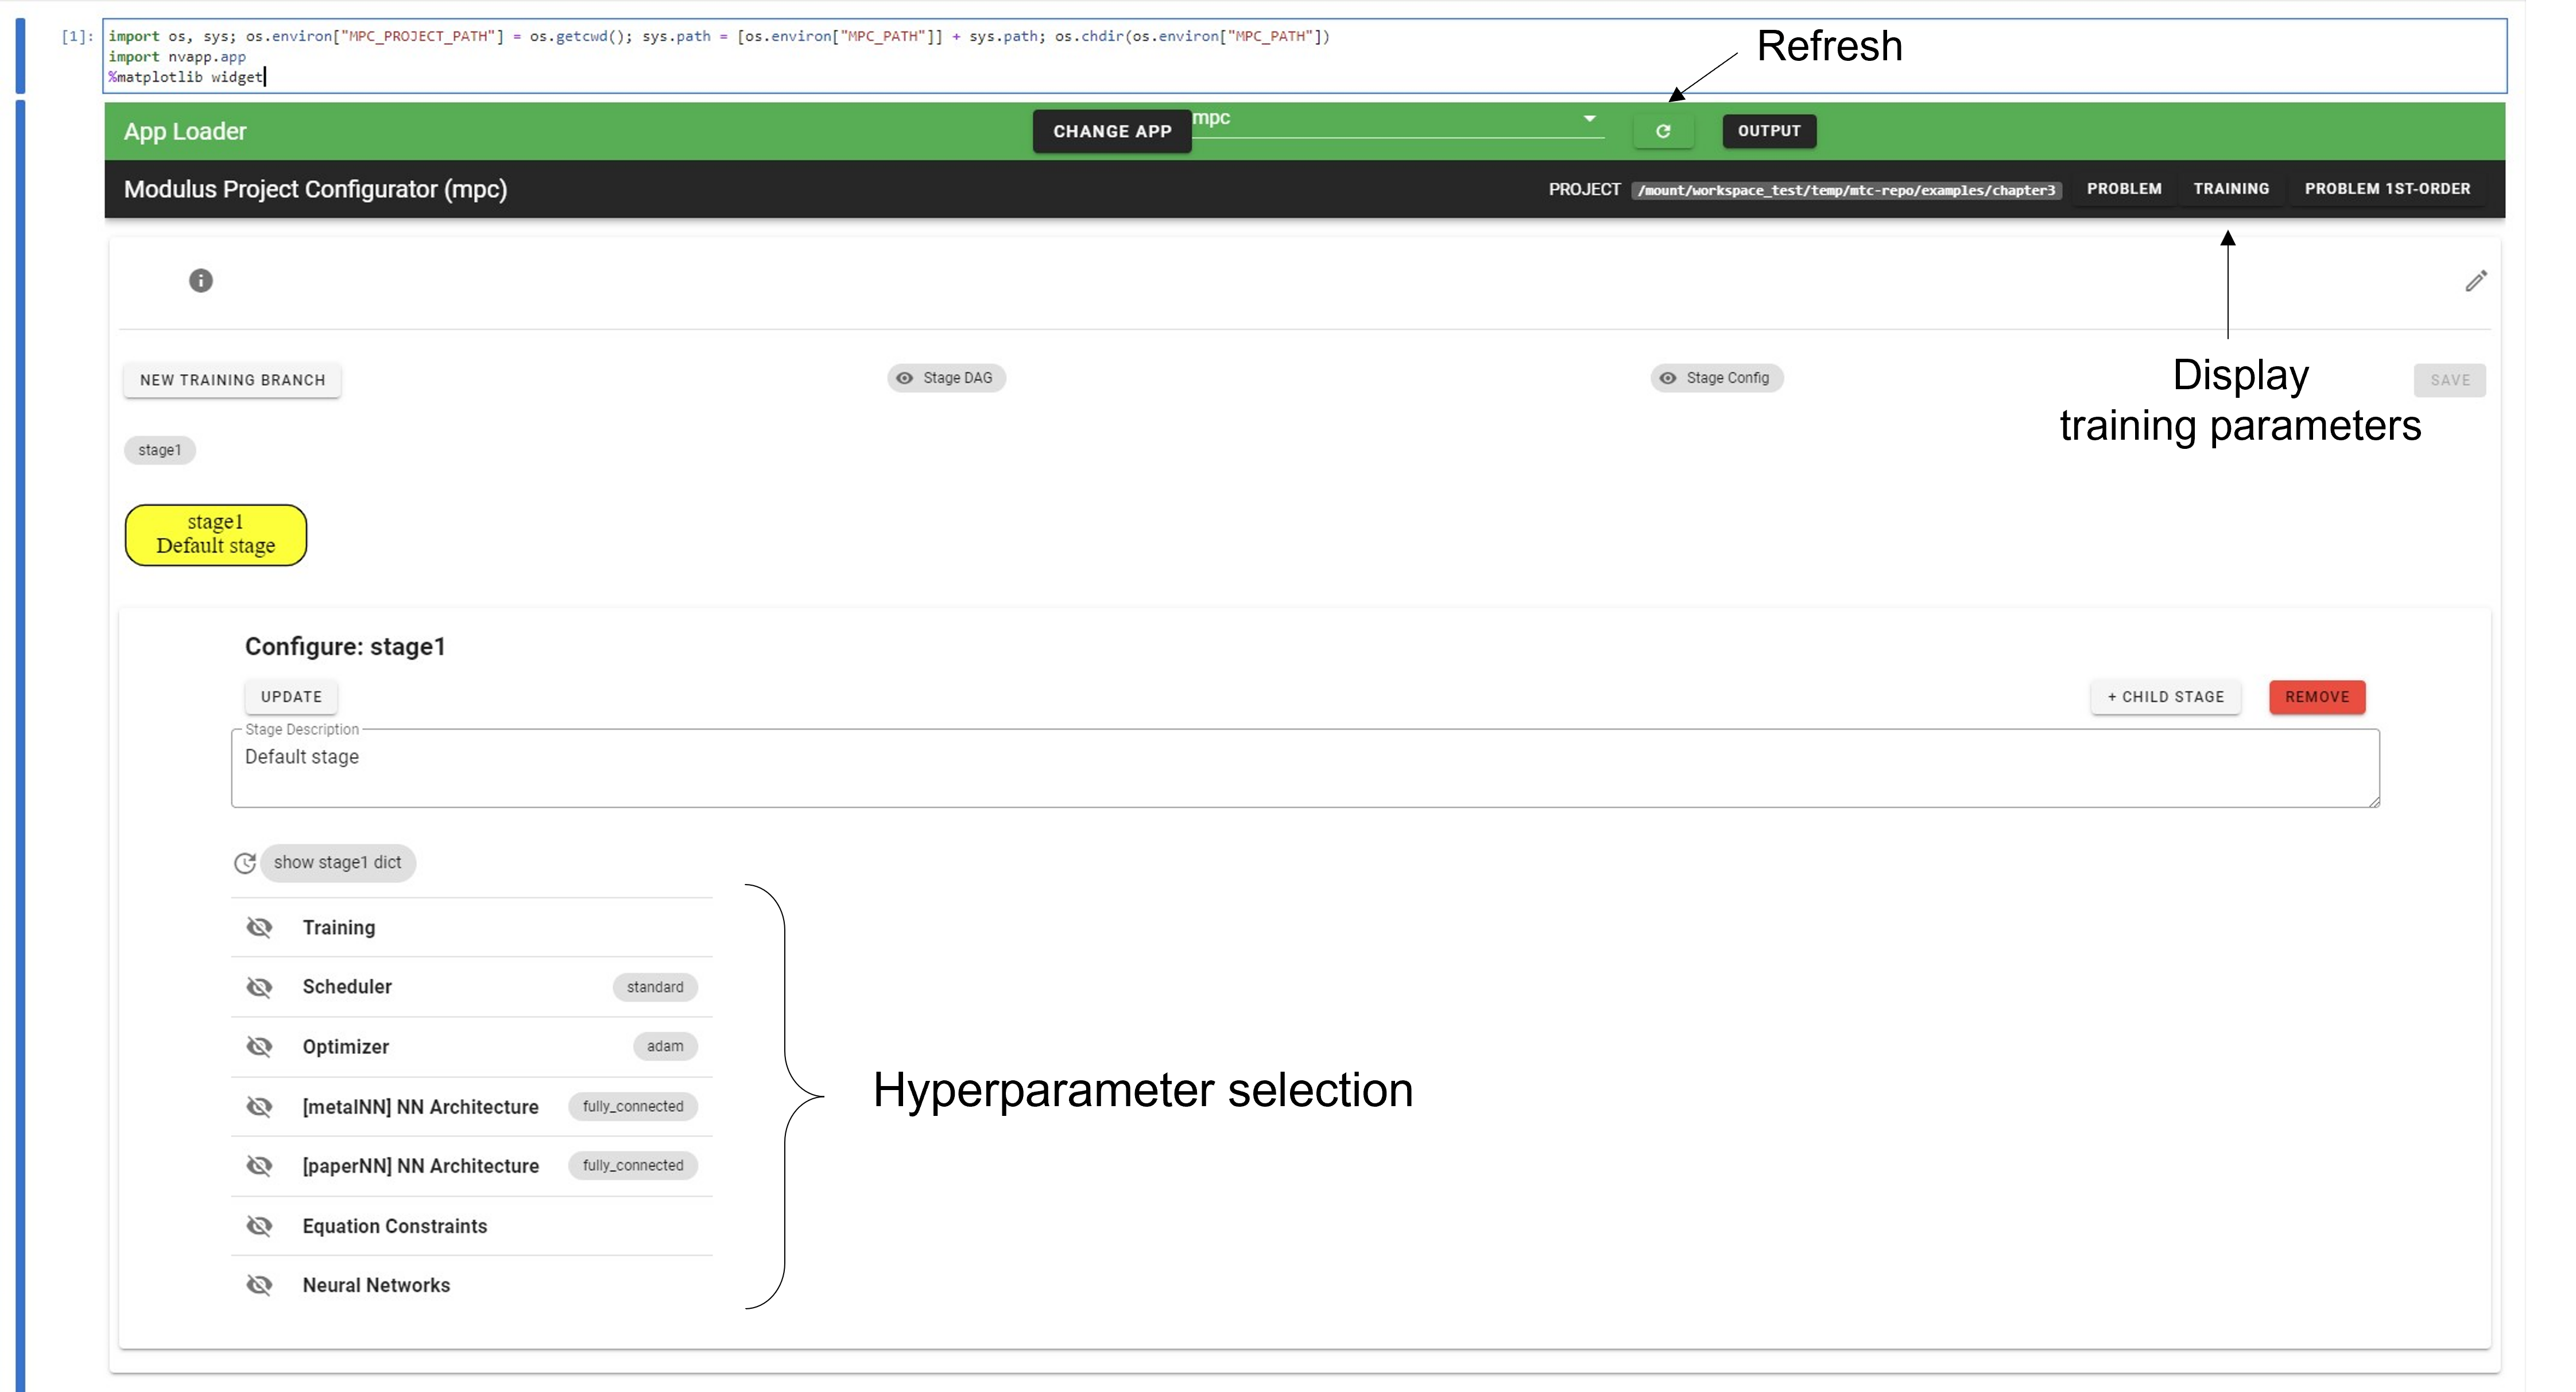 [1]: import os, sys; os.environ["MPC_PROJECT_PATH"] = os.getcwd(); sys.path = [os.environ["MPC_PATH"]] + sys.path; os.chdir(os.environ["MPC_PATH"])
import nvapp.app
%matplotlib widget
Refresh
App Loader CHANGE APP mpc OUTPUT
Modulus Project Configurator (mpc) PROJECT /mount/workspace_test/temp/mtc-repo/examples/chapter3 PROBLEM TRAINING PROBLEM 1ST-ORDER
NEW TRAINING BRANCH Stage DAG Stage Config SAVE
Display
training parameters
stage1
stage1
Default stage
Configure: stage1
UPDATE + CHILD STAGE REMOVE
Stage Description
Default stage
show stage1 dict
Training
Scheduler standard
Optimizer adam
[metalNN] NN Architecture fully_connected
[paperNN] NN Architecture fully_connected
Equation Constraints
Neural Networks
Hyperparameter selection